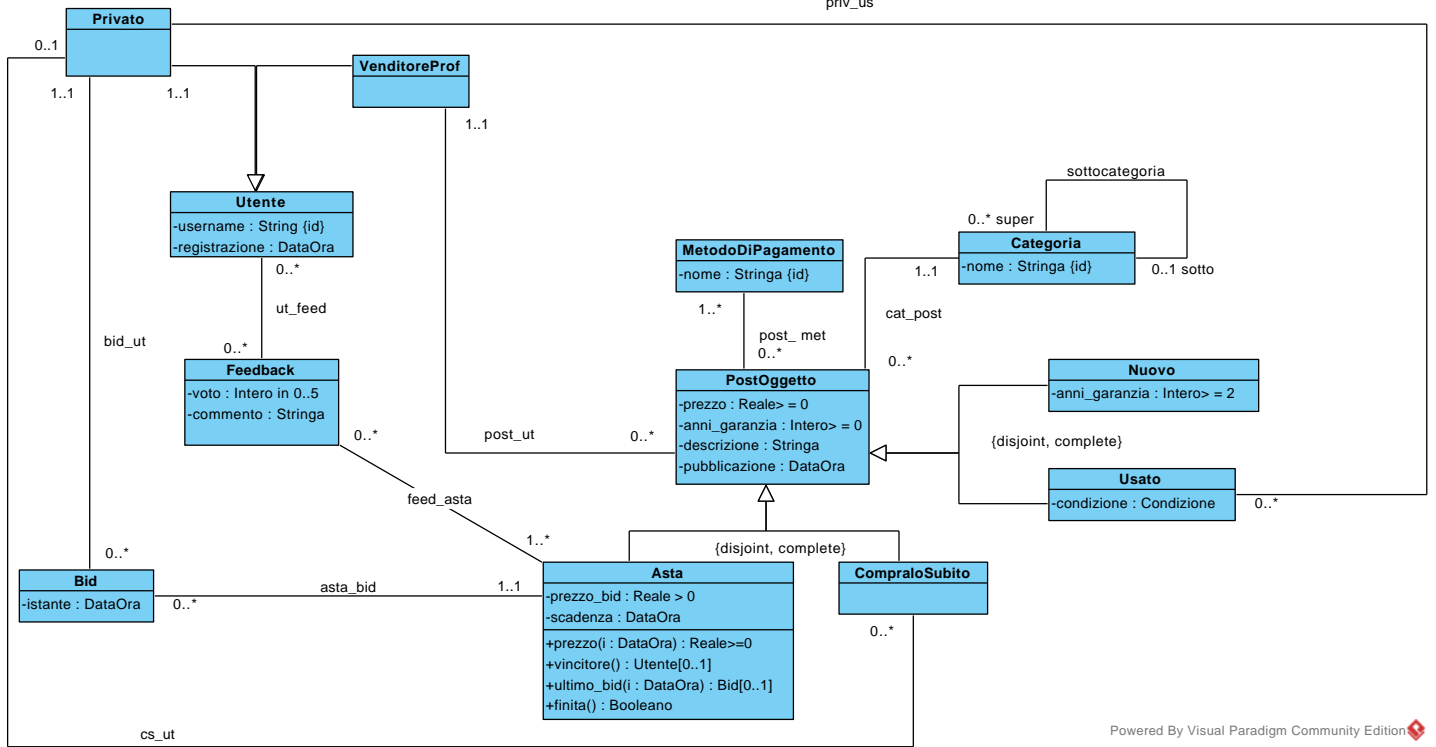 priv_us
Privato
0..1
1..1
1..1
VenditoreProf
1..1
Utente
-username : String {id}
-registrazione : DataOra
0..*
ut_feed
0..*
bid_ut
Feedback
-voto : Intero in 0..5
-commento : Stringa
0..*
feed_asta
1..*
post_ut
0..*
MetodoDiPagamento
-nome : Stringa {id}
1..*
post_ met
0..*
sottocategoria
0..* super
Categoria
-nome : Stringa {id}
1..1
0..1 sotto
cat_post
0..*
PostOggetto
-prezzo : Reale> = 0
-anni_garanzia : Intero> = 0
-descrizione : Stringa
-pubblicazione : DataOra
Nuovo
-anni_garanzia : Intero> = 2
{disjoint, complete}
Usato
-condizione : Condizione
0..*
{disjoint, complete}
0..*
Bid
-istante : DataOra
0..*
asta_bid
1..1
Asta
-prezzo_bid : Reale > 0
-scadenza : DataOra
+prezzo(i : DataOra) : Reale>=0
+vincitore() : Utente[0..1]
+ultimo_bid(i : DataOra) : Bid[0..1]
+finita() : Booleano
CompraloSubito
0..*
cs_ut
Powered By Visual Paradigm Community Edition